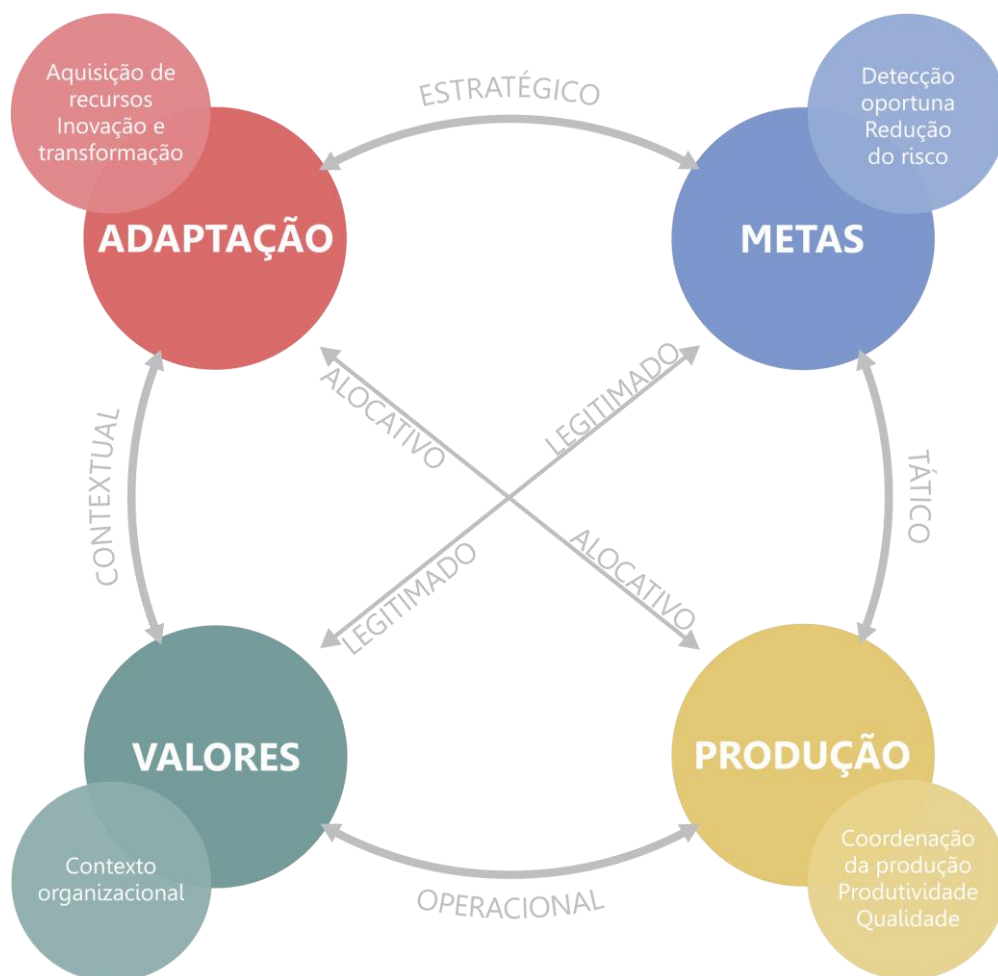 Aquisição de
recursos
Inovação e
transformação
ADAPTAÇÃO
ESTRATÉGICO
Detecção
oportuna
Redução
do risco
METAS
ALOCATIVO
LEGITIMADO
CONTEXTUAL
TÁTICO
LEGITIMADO
ALOCATIVO
VALORES
PRODUÇÃO
Contexto
organizacional
OPERACIONAL
Coordenação
da produção
Produtividade
Qualidade